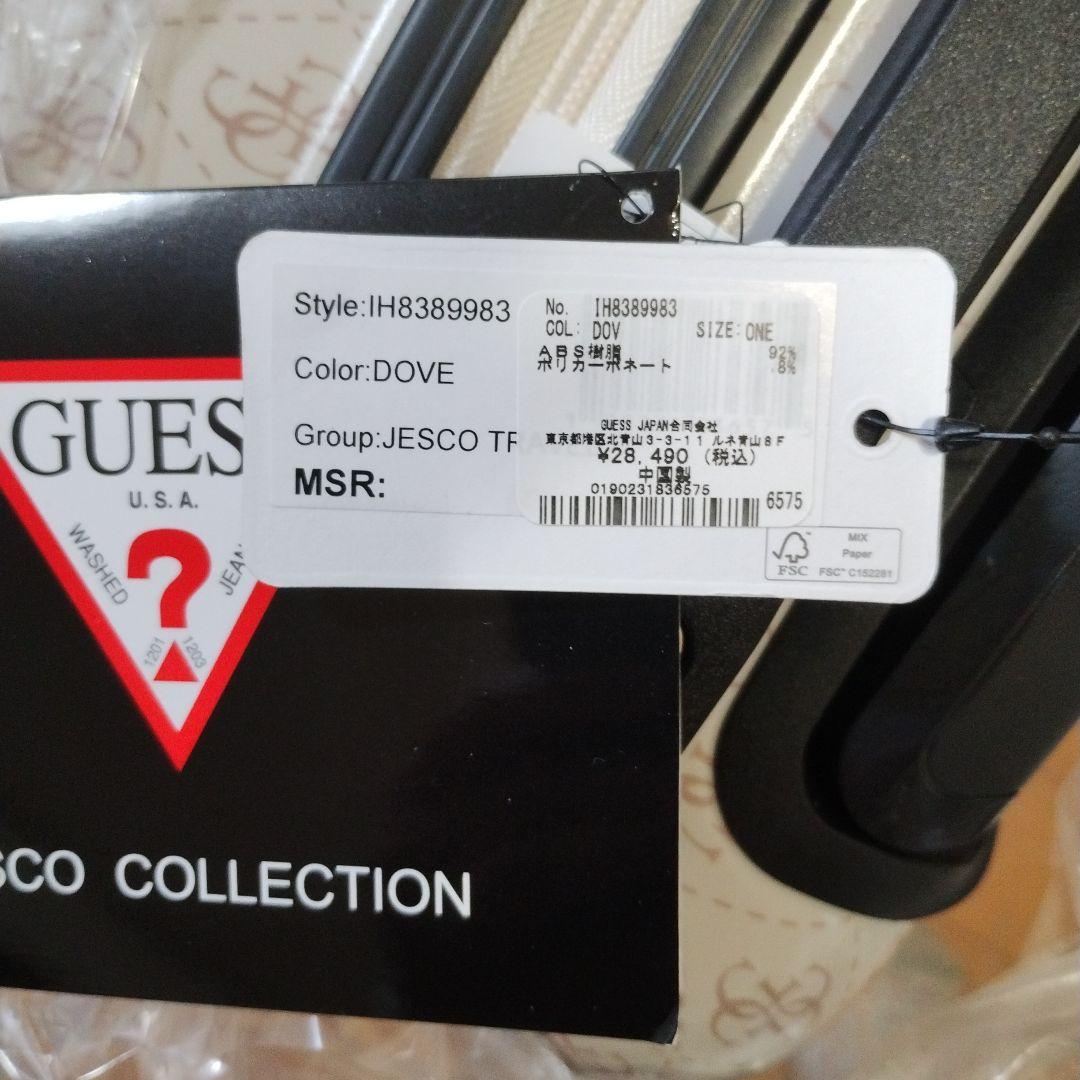 GUES
U.S.A.
WASHED
JEAN
?
1201
1203
SCO COLLECTION
Style:IH8389983
Color:DOVE
Group:JESCO TR
MSR:
No. IH8389983
COL: DOV SIZE:ONE
ABS樹脂 92%
ポリカーボネート 8%
GUESS JAPAN合同会社
東京都港区北青山3-3-11 ルネ青山8F
¥28,490 (税込)
中国製
0190231836575
6575
MIX
Paper
FSC
FSC™ C152281